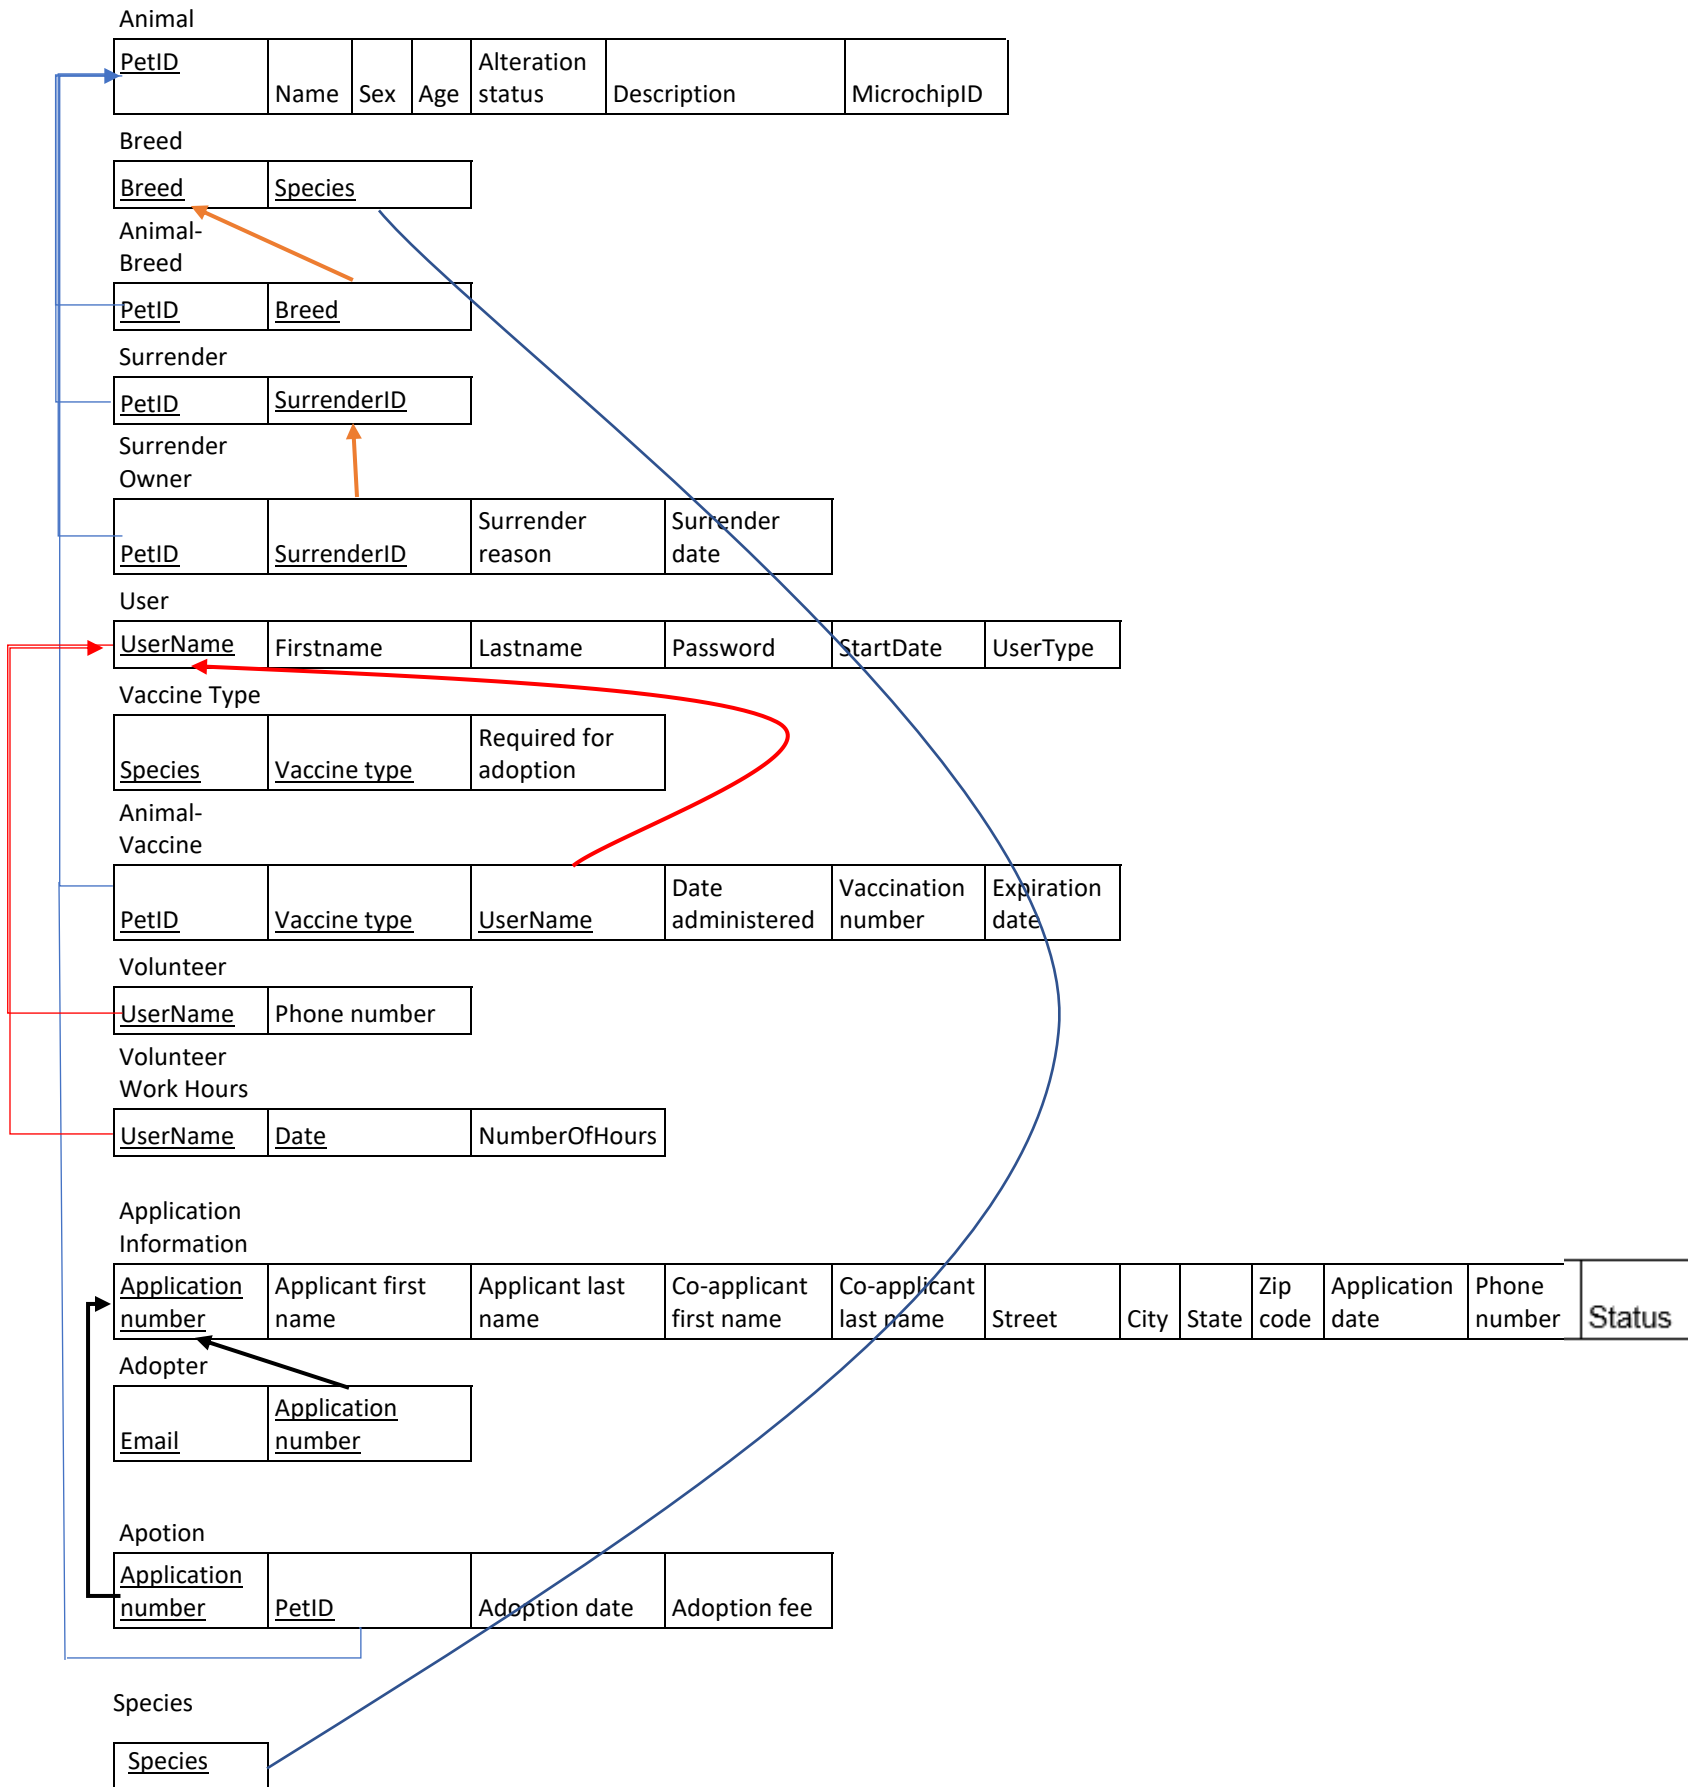 Animal
PetID Name Sex Age Alteration status Description MicrochipID
Breed
Breed Species
Animal-
Breed
PetID Breed
Surrender
PetID SurrenderID
Surrender
Owner
PetID SurrenderID Surrender reason Surrender date
User
UserName Firstname Lastname Password StartDate UserType
Vaccine Type
Species Vaccine type Required for adoption
Animal-
Vaccine
PetID Vaccine type UserName Date administered Vaccination number Expiration date
Volunteer
UserName Phone number
Volunteer
Work Hours
UserName Date NumberOfHours
Application
Information
Application number Applicant first name Applicant last name Co-applicant first name Co-applicant last name Street City State Zip code Application date Phone number Status
Adopter
Email Application number
Apotion
Application number PetID Adoption date Adoption fee
Species
Species